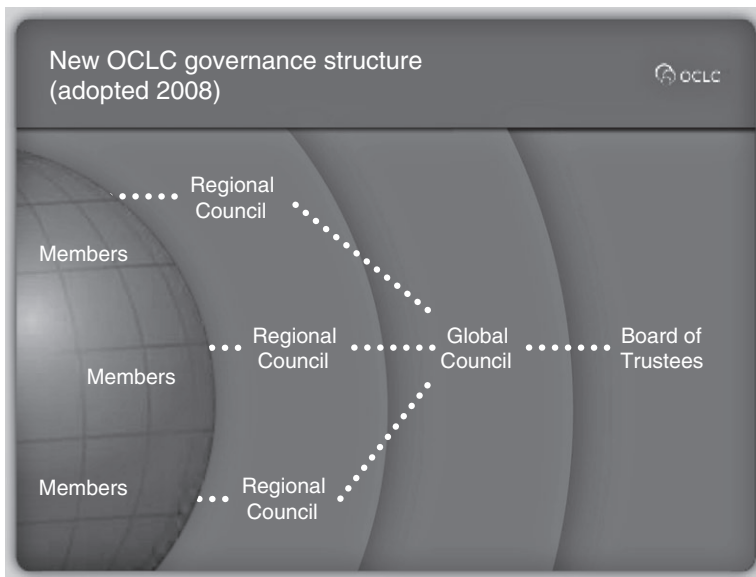 New OCLC governance structure
(adopted 2008)
OCLC
Regional
Council
Members
Regional
Council
Global
Council
Board of
Trustees
Members
Members
Regional
Council